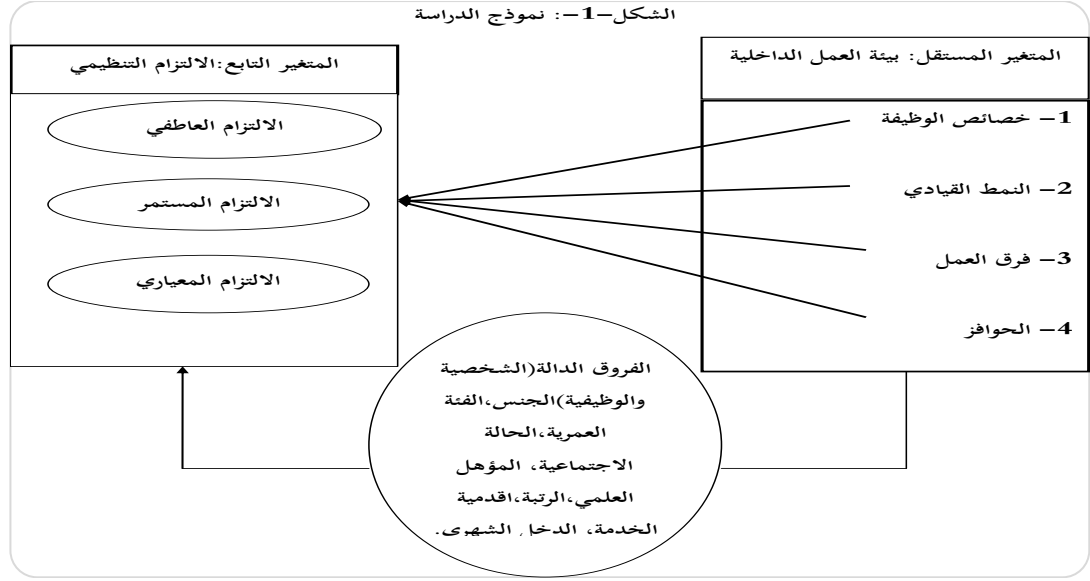 الشكل–1–: نموذج الدراسة
المتغير المستقل: بيئة العمل الداخلية
1– خصائص الوظيفة
2– النمط القيادي
3– فرق العمل
4– الحوافز
المتغير التابع:الالتزام التنظيمي
الالتزام العاطفي
الالتزام المستمر
الالتزام المعياري
الفروق الدالة(الشخصية
والوظيفية)الجنس،الفئة
العمرية،الحالة
الاجتماعية، المؤهل
العلمي،الرتبة،اقدمية
الخدمة، الدخل الشهري.